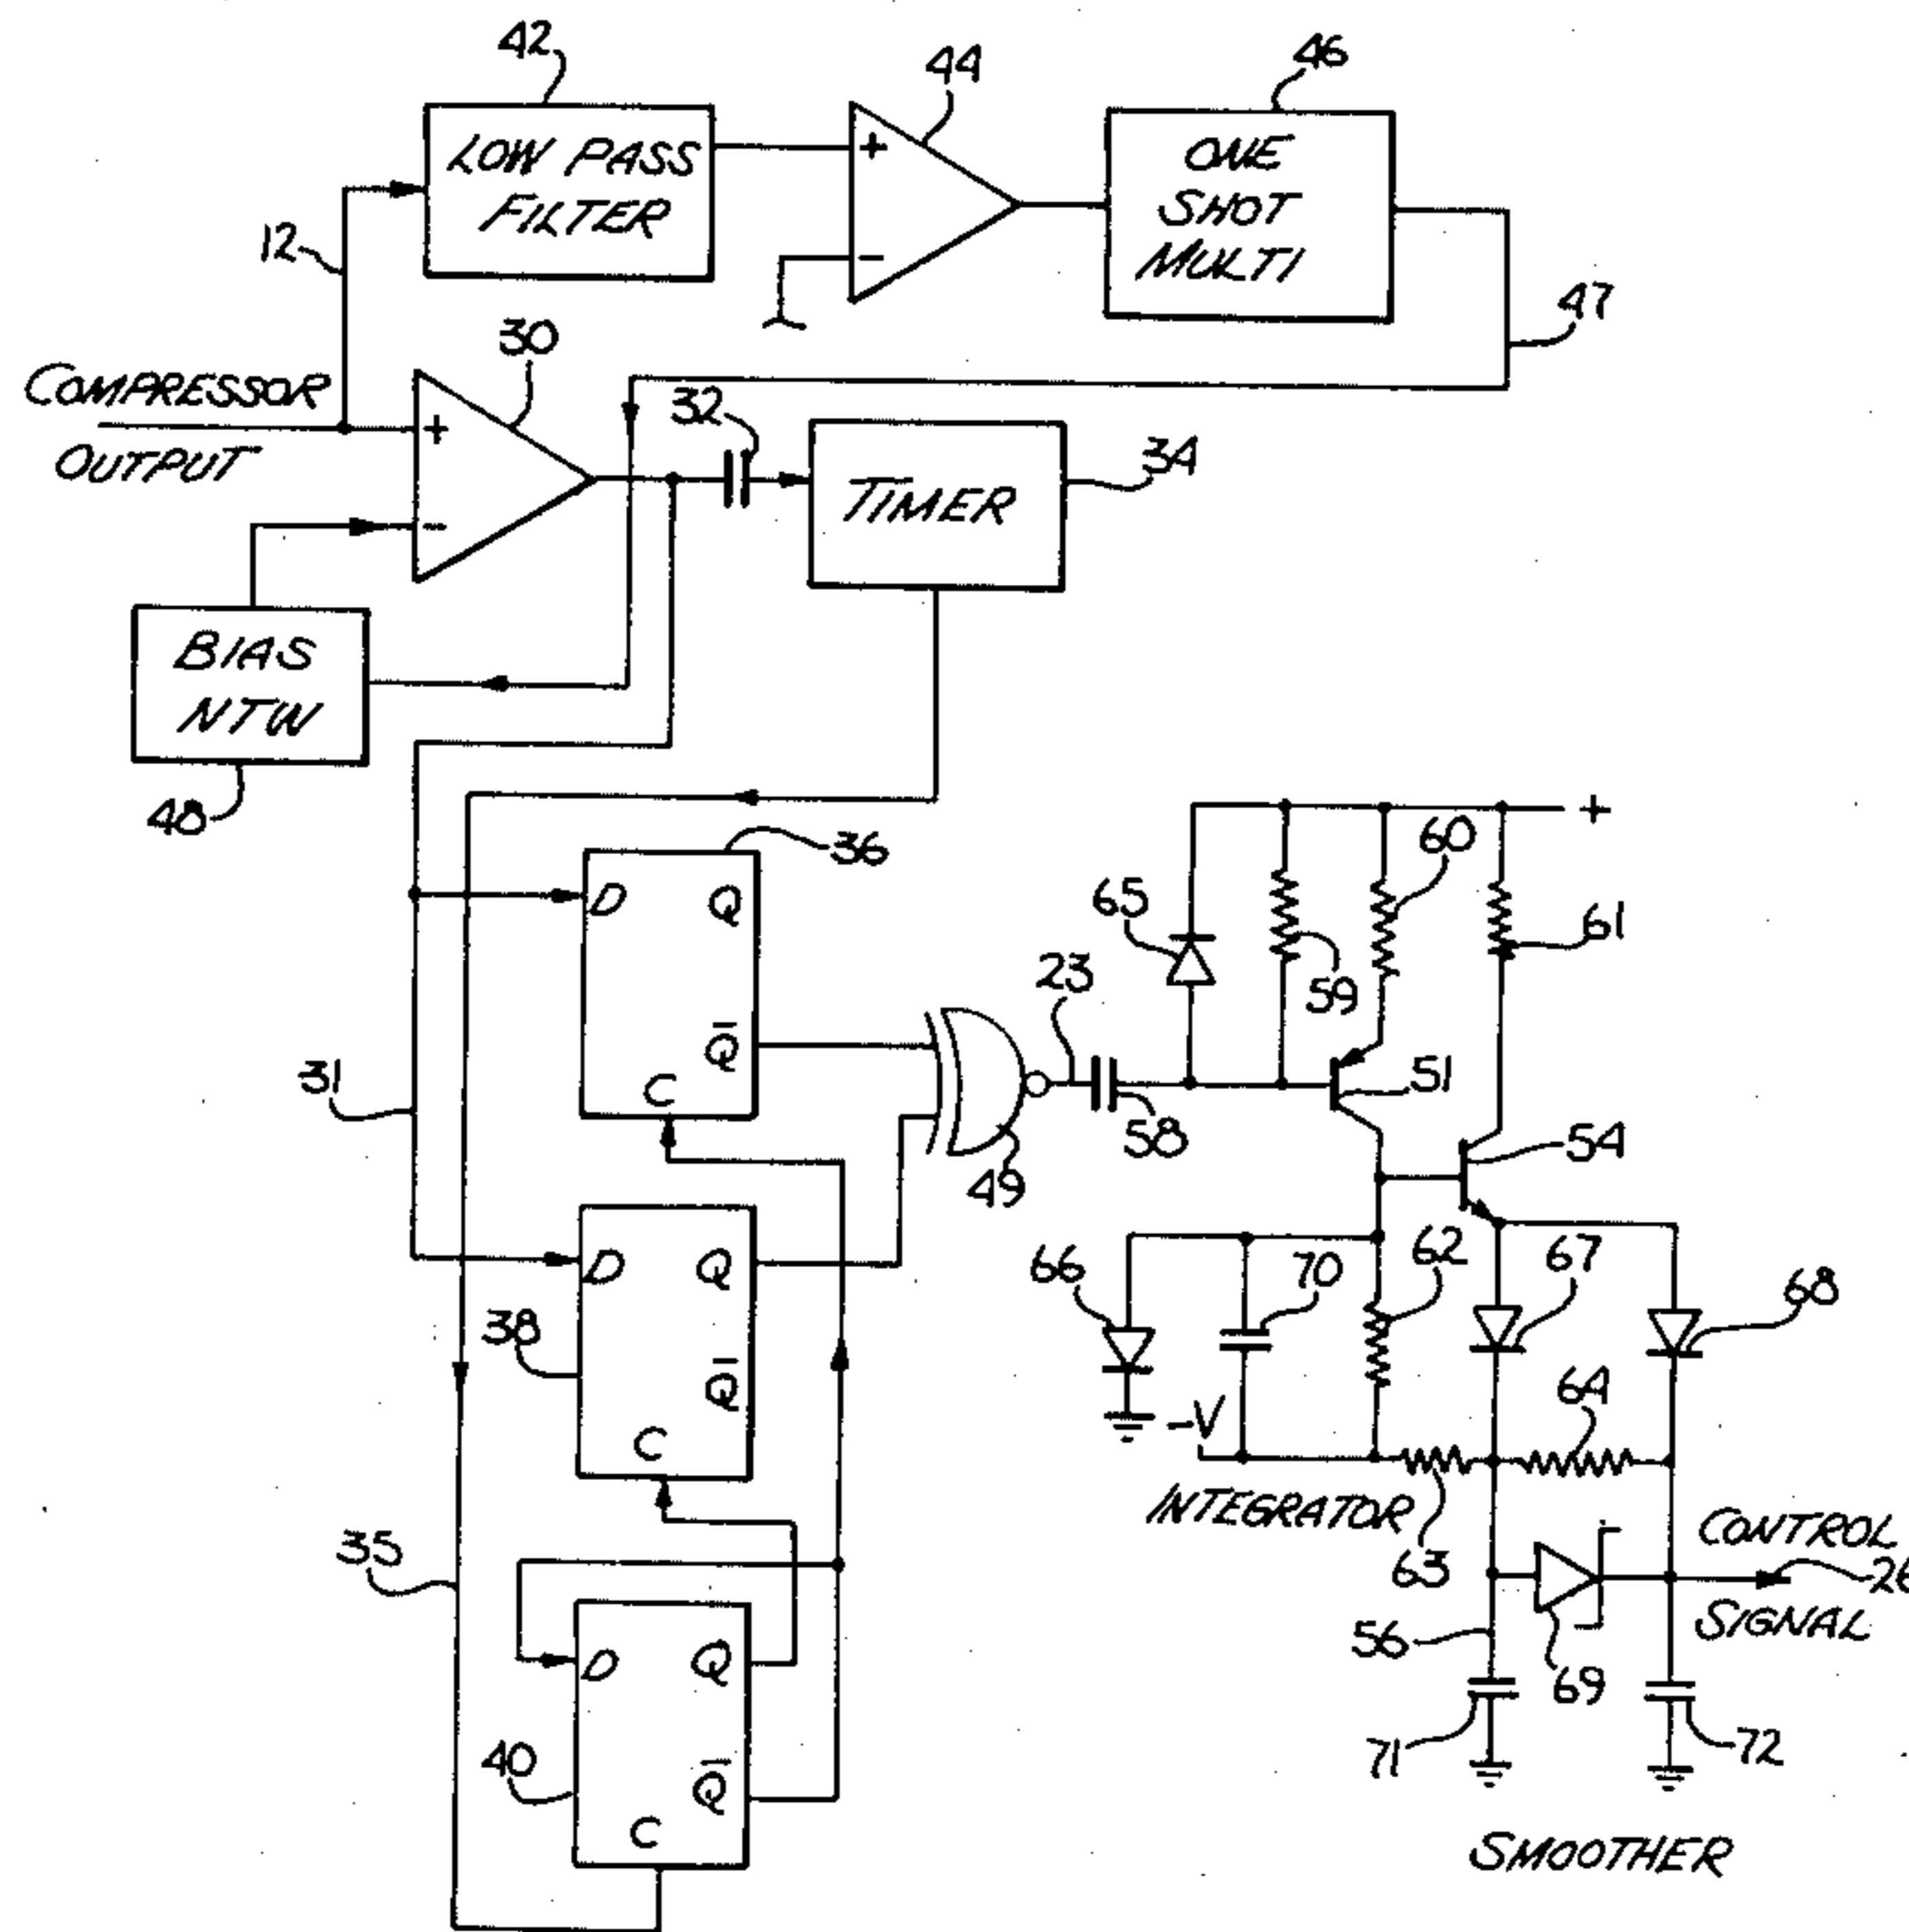 42
44
46
LOW PASS
FILTER
+
-
ONE
SHOT
MULTI
12
47
30
COMPRESSOR
OUTPUT
+
-
32
TIMER
34
BIAS
NTW
48
36
D
Q
Q̅
C
31
65
59
60
61
+
23
58
49
51
54
38
D
Q
Q̅
C
66
70
62
67
68
-V
64
INTEGRATOR
63
CONTROL
26
SIGNAL
35
56
69
71
72
40
D
Q
Q̅
C
SMOOTHER